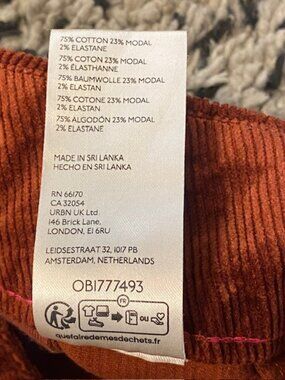 75% COTTON 23% MODAL
2% ELASTANE
75% COTON 23% MODAL
2% ÉLASTHANNE
75% BAUMWOLLE 23% MODAL
2% ELASTAN
75% COTONE 23% MODAL
2% ELASTAN
75% ALGODÓN 23% MODAL
2% ELASTANE
MADE IN SRI LANKA
HECHO EN SRI LANKA
RN 66170
CA 32054
URBN UK Ltd
146 Brick Lane,
LONDON, E1 6RU
LEIDSESTRAAT 32, 1017 PB
AMSTERDAM, NETHERLANDS
OB1777493
FR
OU
quefairedemesdechets.fr